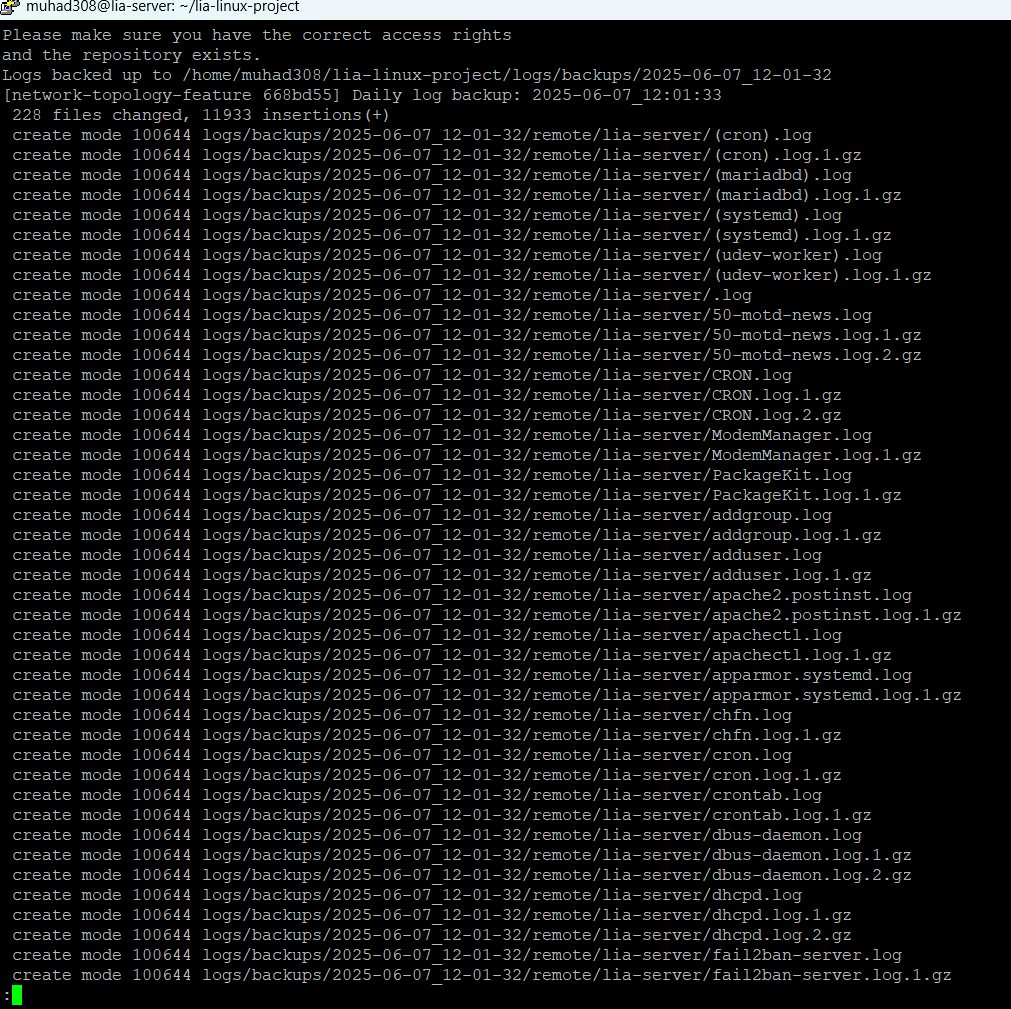 muhad308@lia-server: ~/lia-linux-project
Please make sure you have the correct access rights
and the repository exists.
Logs backed up to /home/muhad308/lia-linux-project/logs/backups/2025-06-07_12-01-32
[network-topology-feature 668bd55] Daily log backup: 2025-06-07_12:01:33
 228 files changed, 11933 insertions(+)
 create mode 100644 logs/backups/2025-06-07_12-01-32/remote/lia-server/(cron).log
 create mode 100644 logs/backups/2025-06-07_12-01-32/remote/lia-server/(cron).log.1.gz
 create mode 100644 logs/backups/2025-06-07_12-01-32/remote/lia-server/(mariadbd).log
 create mode 100644 logs/backups/2025-06-07_12-01-32/remote/lia-server/(mariadbd).log.1.gz
 create mode 100644 logs/backups/2025-06-07_12-01-32/remote/lia-server/(systemd).log
 create mode 100644 logs/backups/2025-06-07_12-01-32/remote/lia-server/(systemd).log.1.gz
 create mode 100644 logs/backups/2025-06-07_12-01-32/remote/lia-server/(udev-worker).log
 create mode 100644 logs/backups/2025-06-07_12-01-32/remote/lia-server/(udev-worker).log.1.gz
 create mode 100644 logs/backups/2025-06-07_12-01-32/remote/lia-server/.log
 create mode 100644 logs/backups/2025-06-07_12-01-32/remote/lia-server/50-motd-news.log
 create mode 100644 logs/backups/2025-06-07_12-01-32/remote/lia-server/50-motd-news.log.1.gz
 create mode 100644 logs/backups/2025-06-07_12-01-32/remote/lia-server/50-motd-news.log.2.gz
 create mode 100644 logs/backups/2025-06-07_12-01-32/remote/lia-server/CRON.log
 create mode 100644 logs/backups/2025-06-07_12-01-32/remote/lia-server/CRON.log.1.gz
 create mode 100644 logs/backups/2025-06-07_12-01-32/remote/lia-server/CRON.log.2.gz
 create mode 100644 logs/backups/2025-06-07_12-01-32/remote/lia-server/ModemManager.log
 create mode 100644 logs/backups/2025-06-07_12-01-32/remote/lia-server/ModemManager.log.1.gz
 create mode 100644 logs/backups/2025-06-07_12-01-32/remote/lia-server/PackageKit.log
 create mode 100644 logs/backups/2025-06-07_12-01-32/remote/lia-server/PackageKit.log.1.gz
 create mode 100644 logs/backups/2025-06-07_12-01-32/remote/lia-server/addgroup.log
 create mode 100644 logs/backups/2025-06-07_12-01-32/remote/lia-server/addgroup.log.1.gz
 create mode 100644 logs/backups/2025-06-07_12-01-32/remote/lia-server/adduser.log
 create mode 100644 logs/backups/2025-06-07_12-01-32/remote/lia-server/adduser.log.1.gz
 create mode 100644 logs/backups/2025-06-07_12-01-32/remote/lia-server/apache2.postinst.log
 create mode 100644 logs/backups/2025-06-07_12-01-32/remote/lia-server/apache2.postinst.log.1.gz
 create mode 100644 logs/backups/2025-06-07_12-01-32/remote/lia-server/apachectl.log
 create mode 100644 logs/backups/2025-06-07_12-01-32/remote/lia-server/apachectl.log.1.gz
 create mode 100644 logs/backups/2025-06-07_12-01-32/remote/lia-server/apparmor.systemd.log
 create mode 100644 logs/backups/2025-06-07_12-01-32/remote/lia-server/apparmor.systemd.log.1.gz
 create mode 100644 logs/backups/2025-06-07_12-01-32/remote/lia-server/chfn.log
 create mode 100644 logs/backups/2025-06-07_12-01-32/remote/lia-server/chfn.log.1.gz
 create mode 100644 logs/backups/2025-06-07_12-01-32/remote/lia-server/cron.log
 create mode 100644 logs/backups/2025-06-07_12-01-32/remote/lia-server/cron.log.1.gz
 create mode 100644 logs/backups/2025-06-07_12-01-32/remote/lia-server/crontab.log
 create mode 100644 logs/backups/2025-06-07_12-01-32/remote/lia-server/crontab.log.1.gz
 create mode 100644 logs/backups/2025-06-07_12-01-32/remote/lia-server/dbus-daemon.log
 create mode 100644 logs/backups/2025-06-07_12-01-32/remote/lia-server/dbus-daemon.log.1.gz
 create mode 100644 logs/backups/2025-06-07_12-01-32/remote/lia-server/dbus-daemon.log.2.gz
 create mode 100644 logs/backups/2025-06-07_12-01-32/remote/lia-server/dhcpd.log
 create mode 100644 logs/backups/2025-06-07_12-01-32/remote/lia-server/dhcpd.log.1.gz
 create mode 100644 logs/backups/2025-06-07_12-01-32/remote/lia-server/dhcpd.log.2.gz
 create mode 100644 logs/backups/2025-06-07_12-01-32/remote/lia-server/fail2ban-server.log
 create mode 100644 logs/backups/2025-06-07_12-01-32/remote/lia-server/fail2ban-server.log.1.gz
: